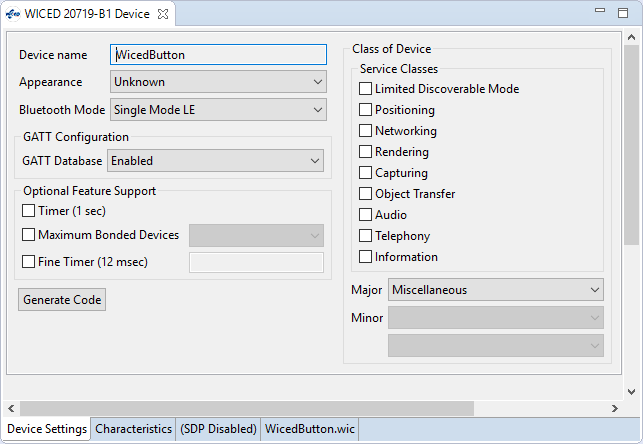 WICED 20719-B1 Device
Device name WicedButton
Appearance Unknown
Bluetooth Mode Single Mode LE
GATT Configuration
GATT Database Enabled
Optional Feature Support
Timer (1 sec)
Maximum Bonded Devices
Fine Timer (12 msec)
Generate Code
Class of Device
Service Classes
Limited Discoverable Mode
Positioning
Networking
Rendering
Capturing
Object Transfer
Audio
Telephony
Information
Major Miscellaneous
Minor
Device Settings Characteristics (SDP Disabled) WicedButton.wic